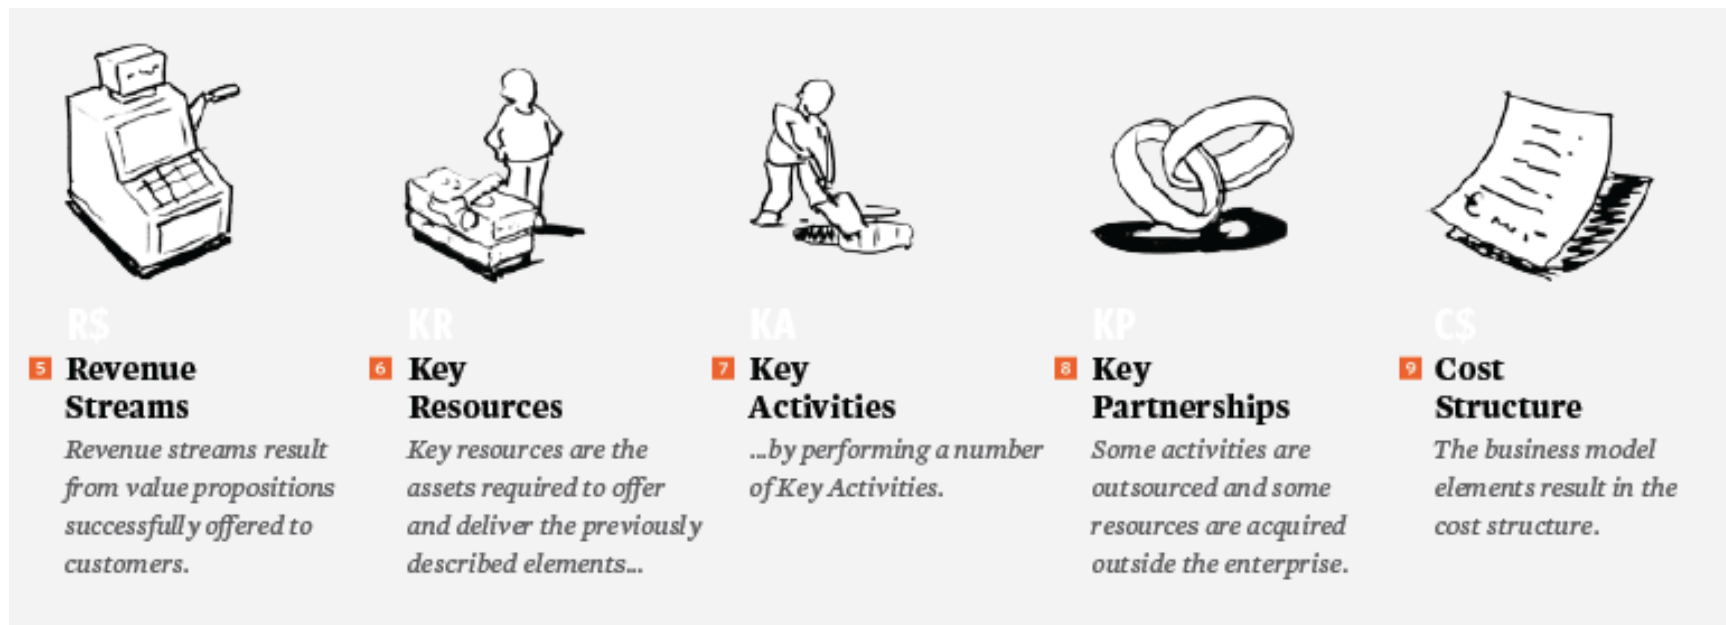 R$
5 Revenue
Streams
Revenue streams result
from value propositions
successfully offered to
customers.
KR
6 Key
Resources
Key resources are the
assets required to offer
and deliver the previously
described elements...
KA
7 Key
Activities
...by performing a number
of Key Activities.
KP
8 Key
Partnerships
Some activities are
outsourced and some
resources are acquired
outside the enterprise.
C$
9 Cost
Structure
The business model
elements result in the
cost structure.